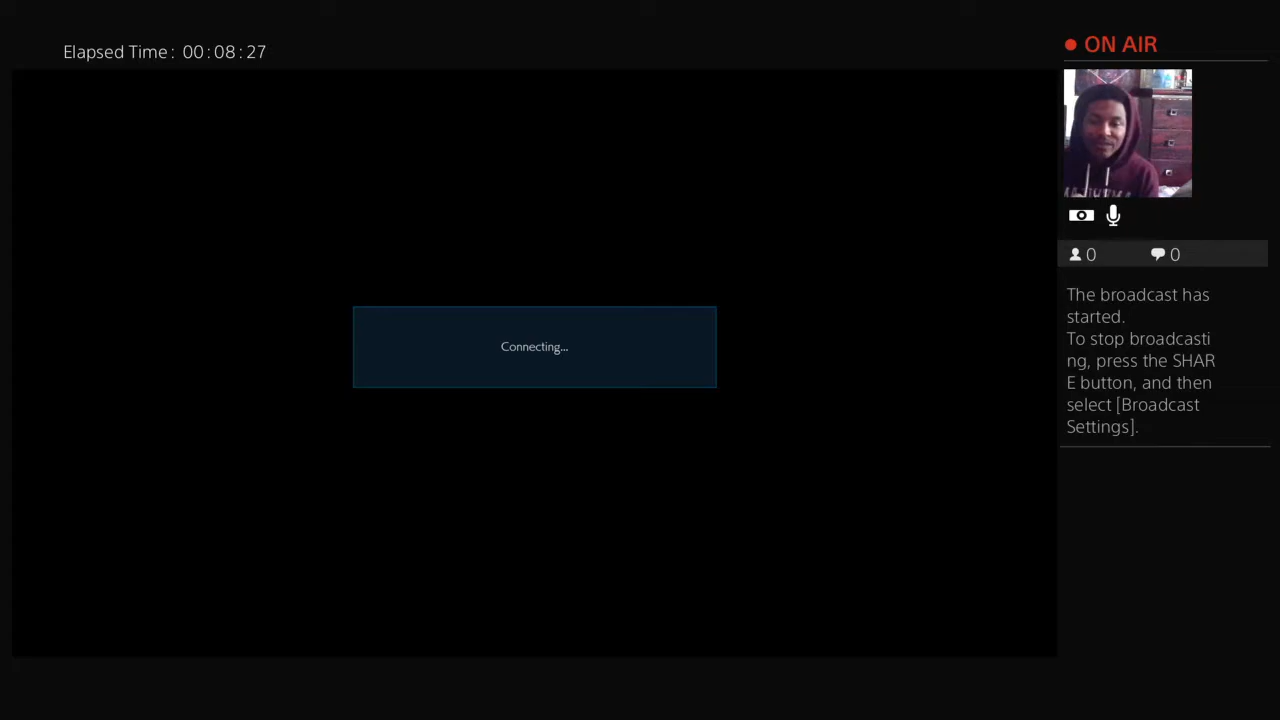 Elapsed Time: 00:08:27
ON AIR
0 0
The broadcast has
started.
To stop broadcasti
ng, press the SHAR
E button, and then
select [Broadcast
Settings].
Connecting...